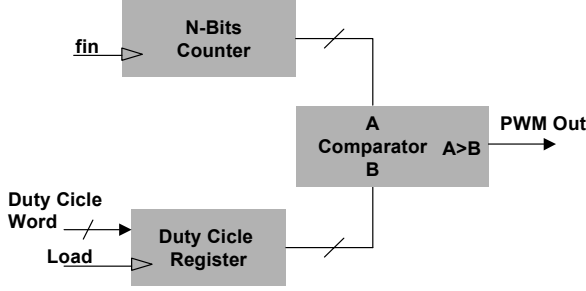 fin
N-Bits
Counter
A
Comparator
B
A>B
PWM Out
Duty Cicle
Word
Load
Duty Cicle
Register